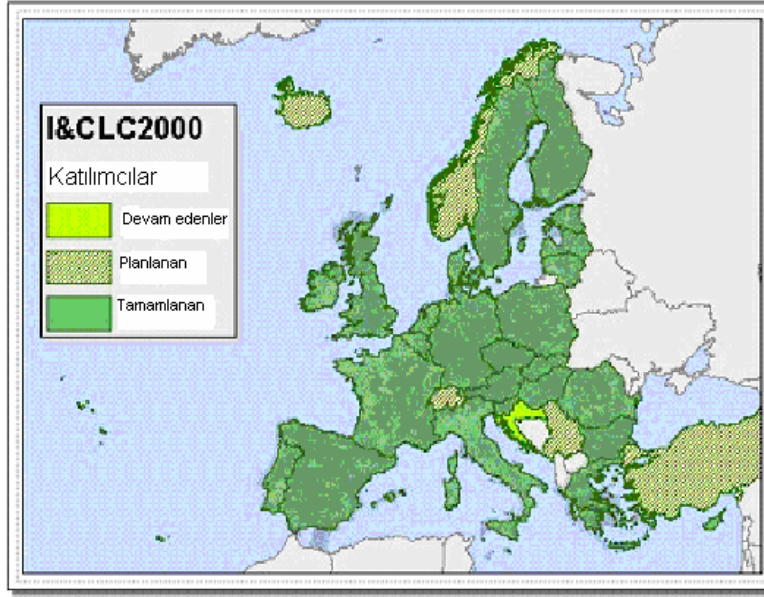 I&CLC2000
Katılımcılar
Devam edenler
Planlanan
Tamamlanan